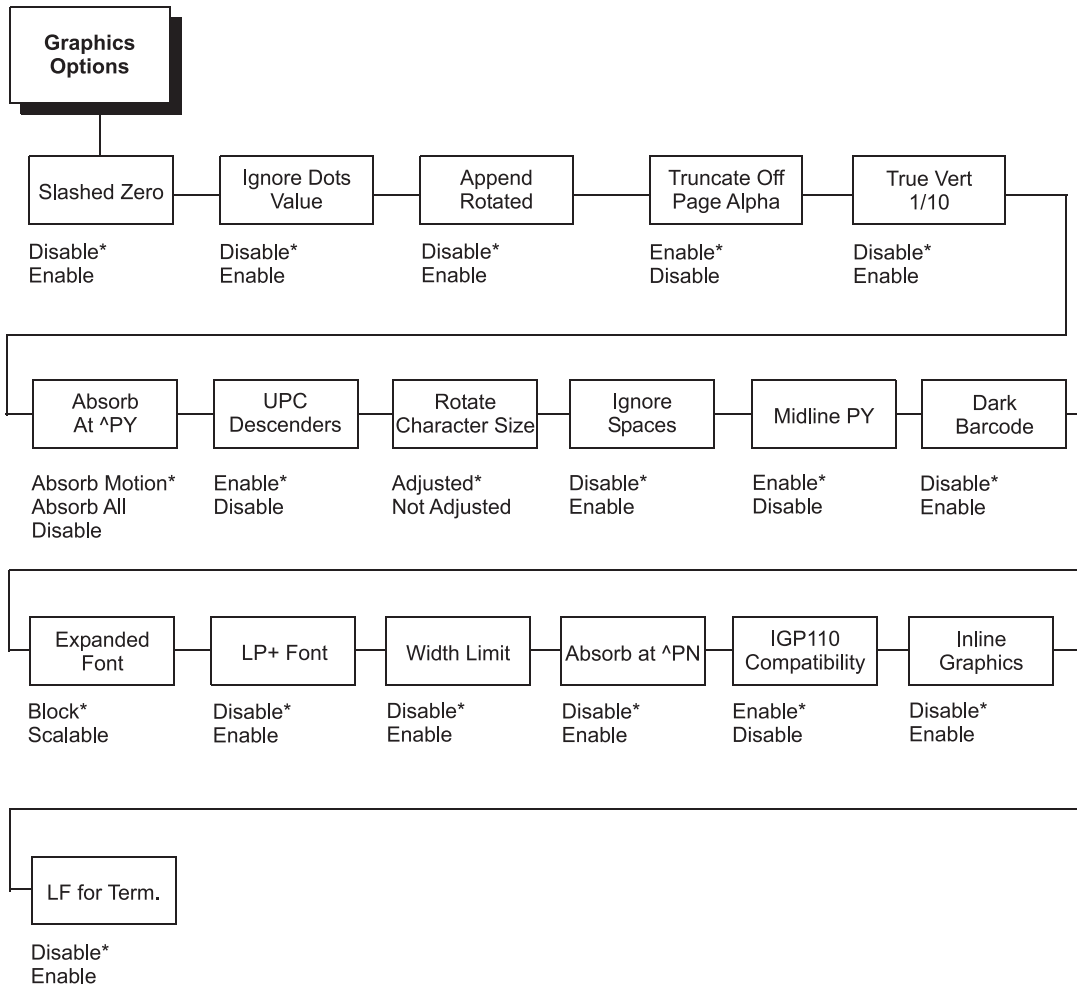 Graphics
Options
Slashed Zero
Ignore Dots
Value
Append
Rotated
Truncate Off
Page Alpha
True Vert
1/10
Disable*
Enable
Disable*
Enable
Disable*
Enable
Enable*
Disable
Disable*
Enable
Absorb
At ^PY
UPC
Descenders
Rotate
Character Size
Ignore
Spaces
Midline PY
Dark
Barcode
Absorb Motion*
Absorb All
Disable
Enable*
Disable
Adjusted*
Not Adjusted
Disable*
Enable
Enable*
Disable
Disable*
Enable
Expanded
Font
LP+ Font
Width Limit
Absorb at ^PN
IGP110
Compatibility
Inline
Graphics
Block*
Scalable
Disable*
Enable
Disable*
Enable
Disable*
Enable
Enable*
Disable
Disable*
Enable
LF for Term.
Disable*
Enable